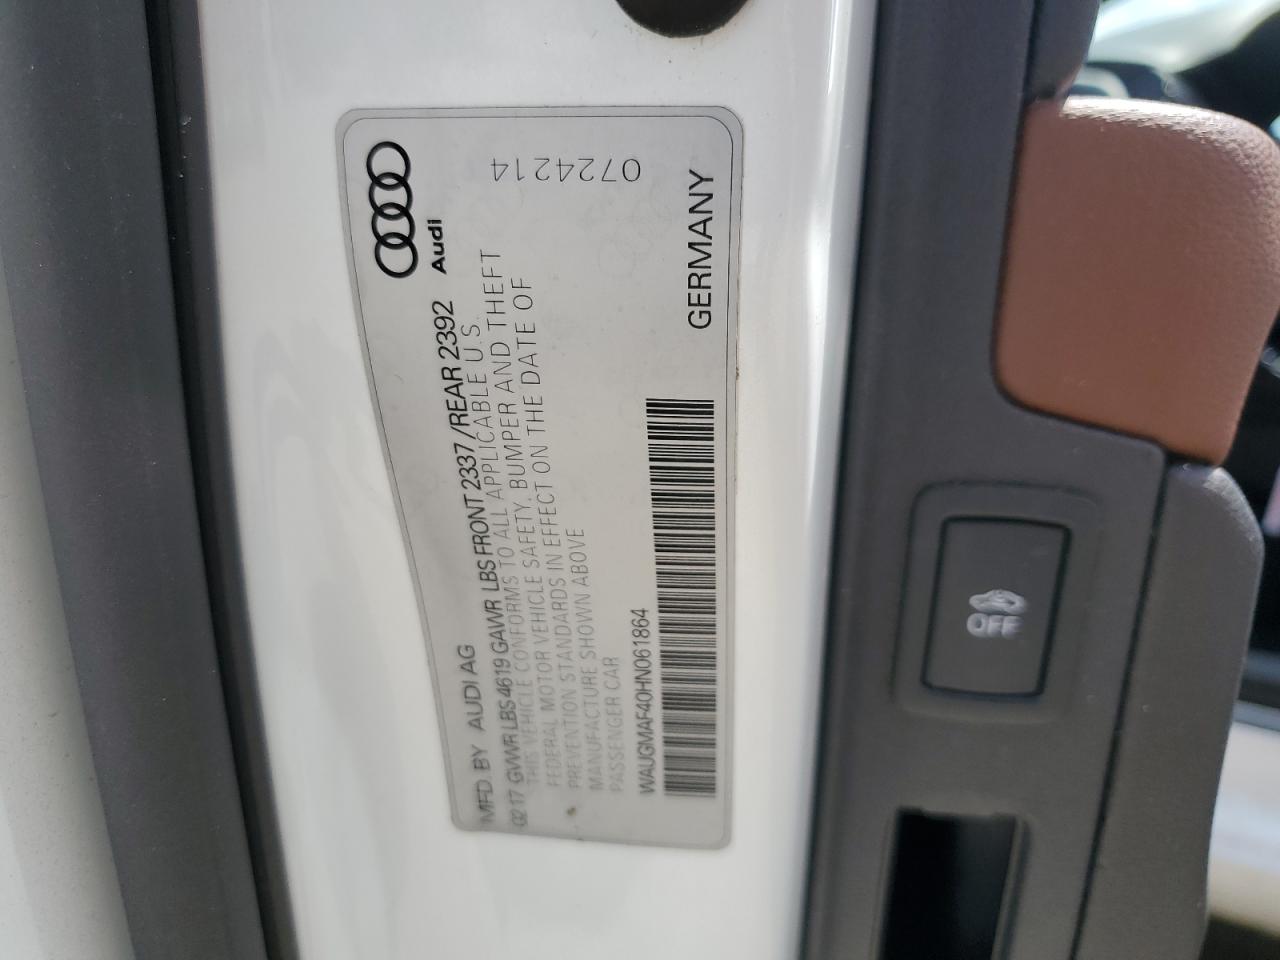 MFD. BY AUDI AG
02 17 GVWR LBS 4619 GAWR LBS FRONT 2337/REAR 2392
THIS VEHICLE CONFORMS TO ALL APPLICABLE U.S.
FEDERAL MOTOR VEHICLE SAFETY, BUMPER AND THEFT
PREVENTION STANDARDS IN EFFECT ON THE DATE OF
MANUFACTURE SHOWN ABOVE
PASSENGER CAR
WAUGMAF40HN061864
GERMANY
Audi
0724214
OFF